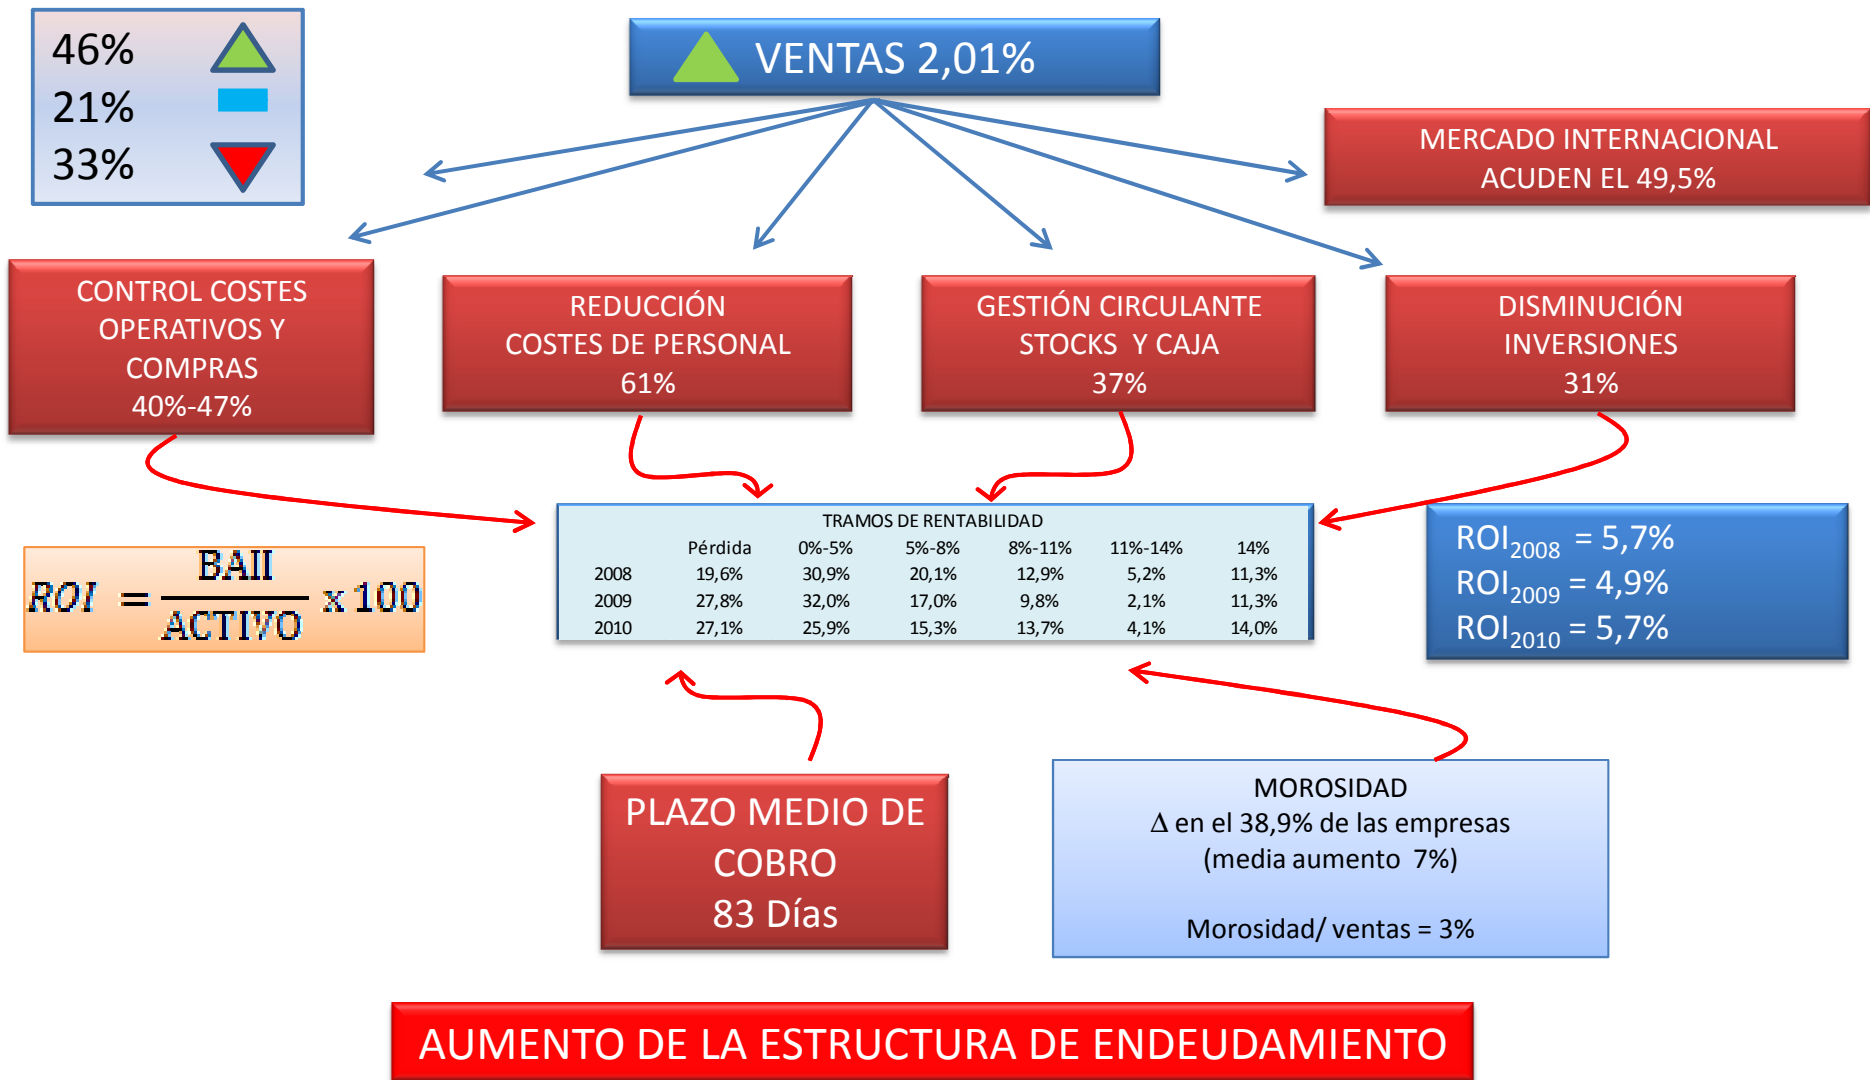 46%
21%
33%
VENTAS 2,01%
MERCADO INTERNACIONAL
ACUDEN EL 49,5%
CONTROL COSTES
OPERATIVOS Y
COMPRAS
40%-47%
REDUCCIÓN
COSTES DE PERSONAL
61%
GESTIÓN CIRCULANTE
STOCKS Y CAJA
37%
DISMINUCIÓN
INVERSIONES
31%
ROI = BAII / ACTIVO x 100
TRAMOS DE RENTABILIDAD
Pérdida 0%-5% 5%-8% 8%-11% 11%-14% 14%
2008 19,6% 30,9% 20,1% 12,9% 5,2% 11,3%
2009 27,8% 32,0% 17,0% 9,8% 2,1% 11,3%
2010 27,1% 25,9% 15,3% 13,7% 4,1% 14,0%
ROI2008 = 5,7%
ROI2009 = 4,9%
ROI2010 = 5,7%
PLAZO MEDIO DE
COBRO
83 Días
MOROSIDAD
Δ en el 38,9% de las empresas
(media aumento 7%)
Morosidad/ ventas = 3%
AUMENTO DE LA ESTRUCTURA DE ENDEUDAMIENTO